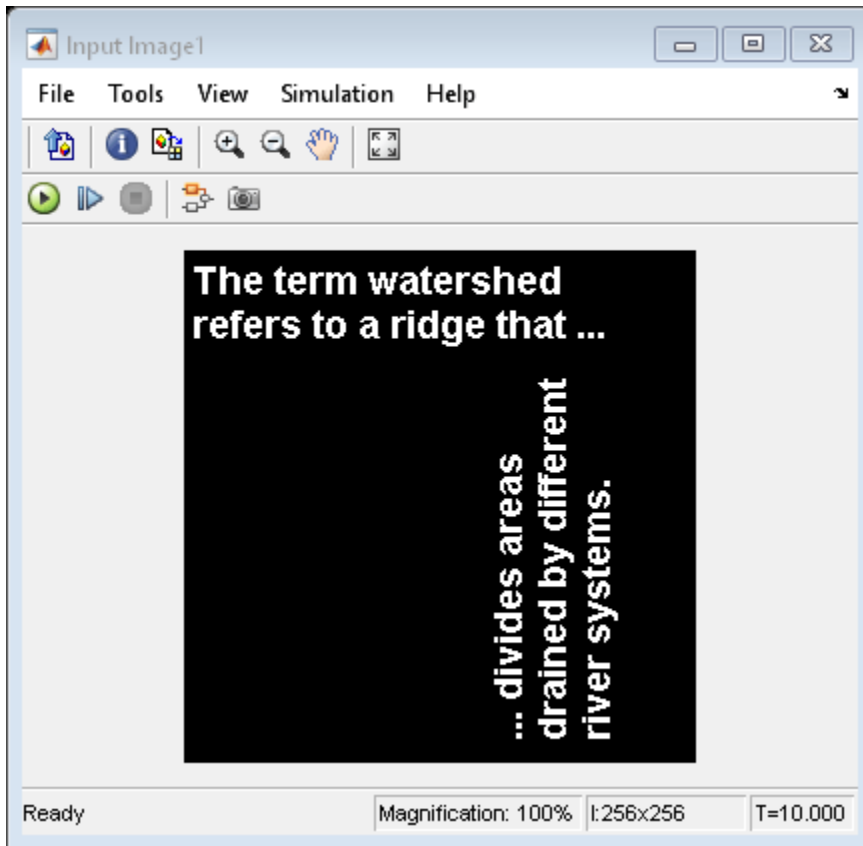 Input Image1
File Tools View Simulation Help
The term watershed
refers to a ridge that ...
... divides areas
drained by different
river systems.
Ready Magnification: 100% I:256x256 T=10.000